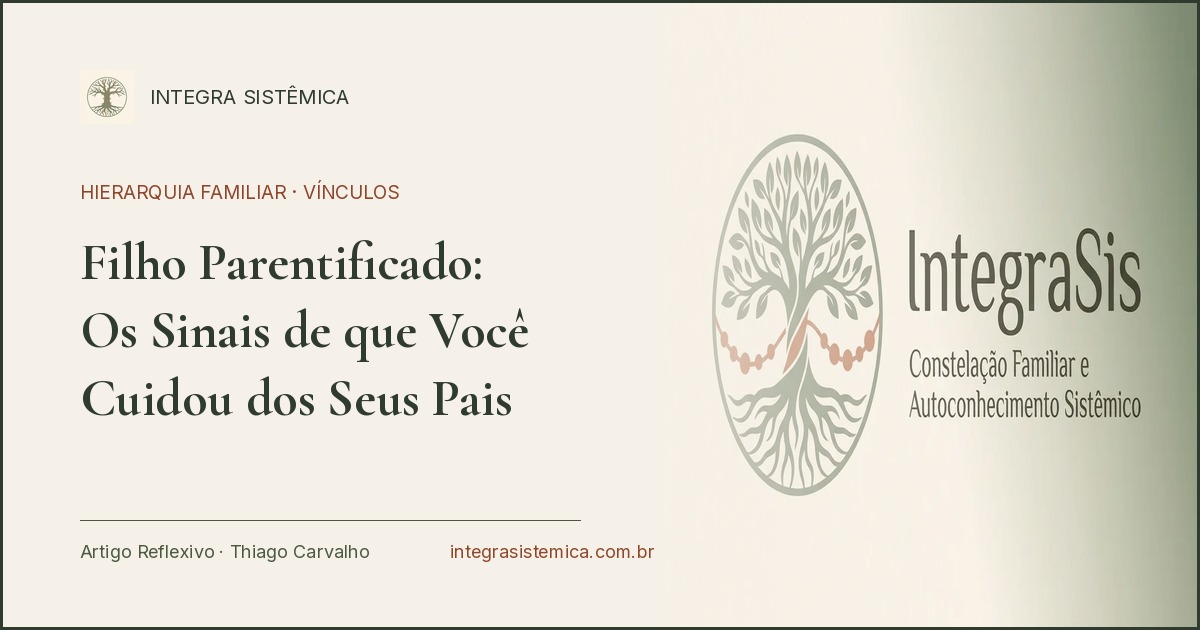 INTEGRA SISTÊMICA
HIERARQUIA FAMILIAR · VÍNCULOS
Filho Parentificado:
Os Sinais de que Você
Cuidou dos Seus Pais
Artigo Reflexivo · Thiago Carvalho
integrasistemica.com.br
IntegraSis
Constelação Familiar e
Autoconhecimento Sistêmico